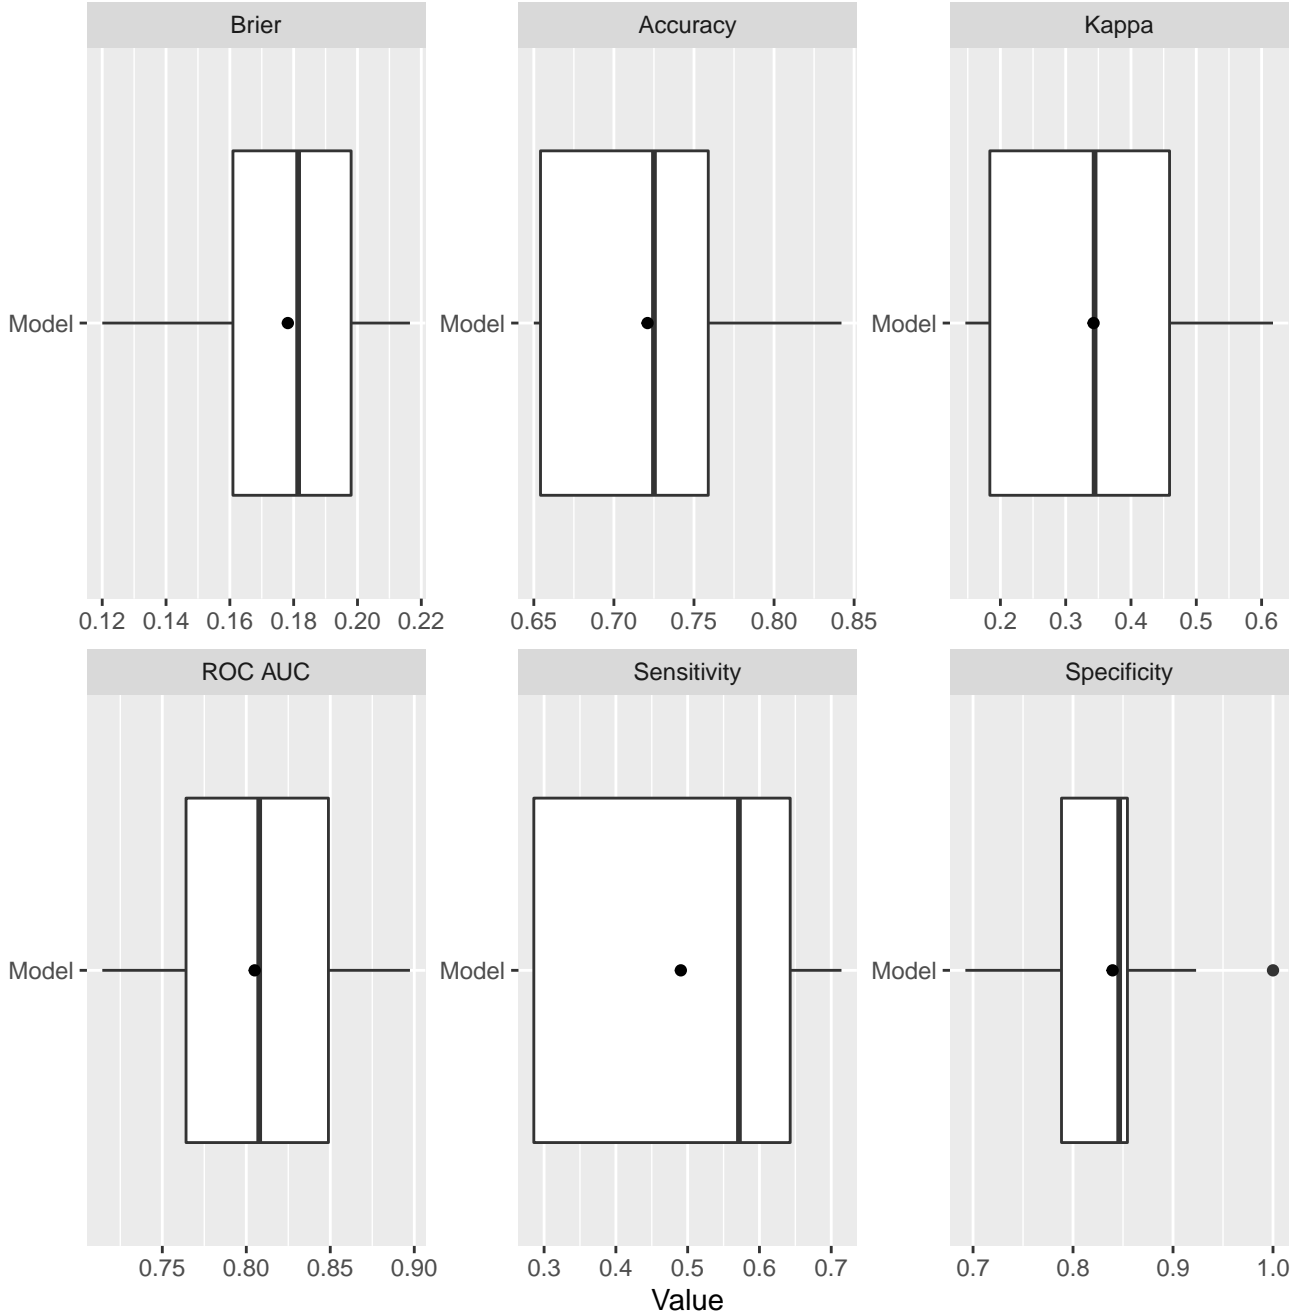 Brier Accuracy Kappa
Model Model Model
0.12 0.14 0.16 0.18 0.20 0.22 0.65 0.70 0.75 0.80 0.85 0.2 0.3 0.4 0.5 0.6
ROC AUC Sensitivity Specificity
Model Model Model
0.75 0.80 0.85 0.90 0.3 0.4 0.5 0.6 0.7 0.7 0.8 0.9 1.0
Value